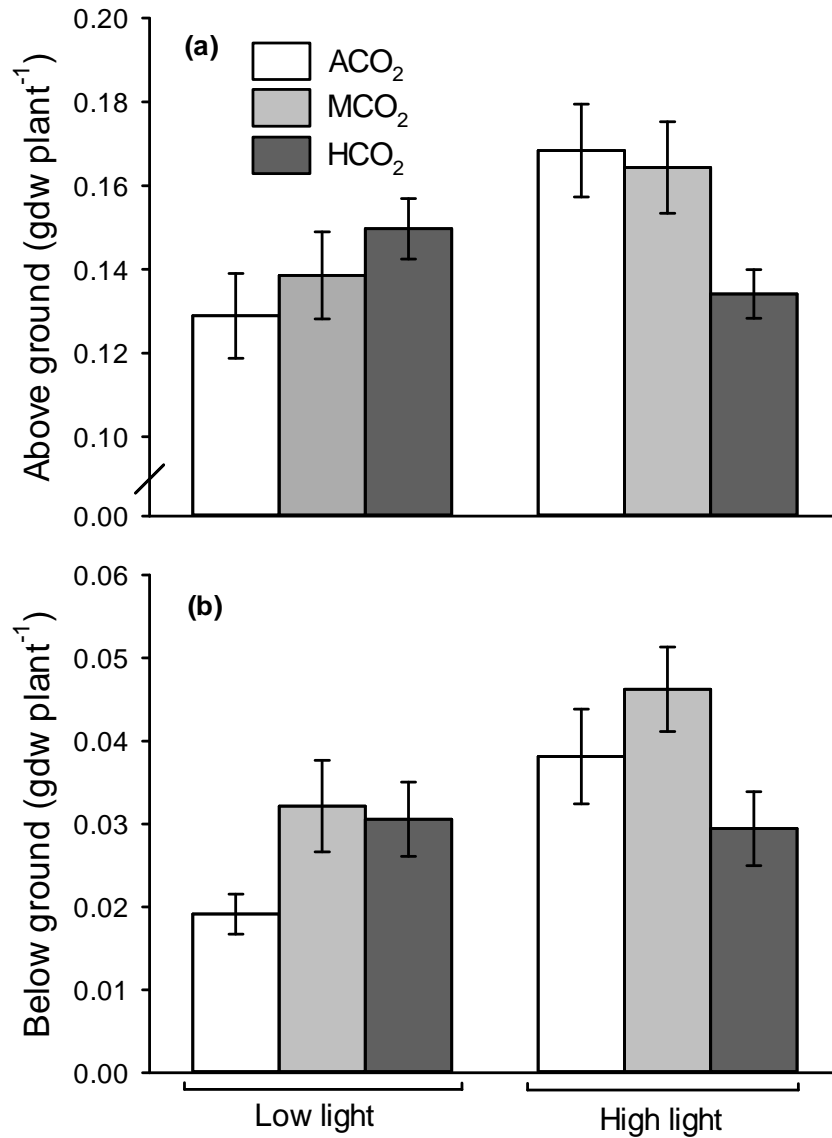 (a)
ACO₂
MCO₂
HCO₂
Above ground (gdw plant⁻¹)
0.20
0.18
0.16
0.14
0.12
0.10
0.00
(b)
Below ground (gdw plant⁻¹)
0.06
0.05
0.04
0.03
0.02
0.01
0.00
Low light
High light